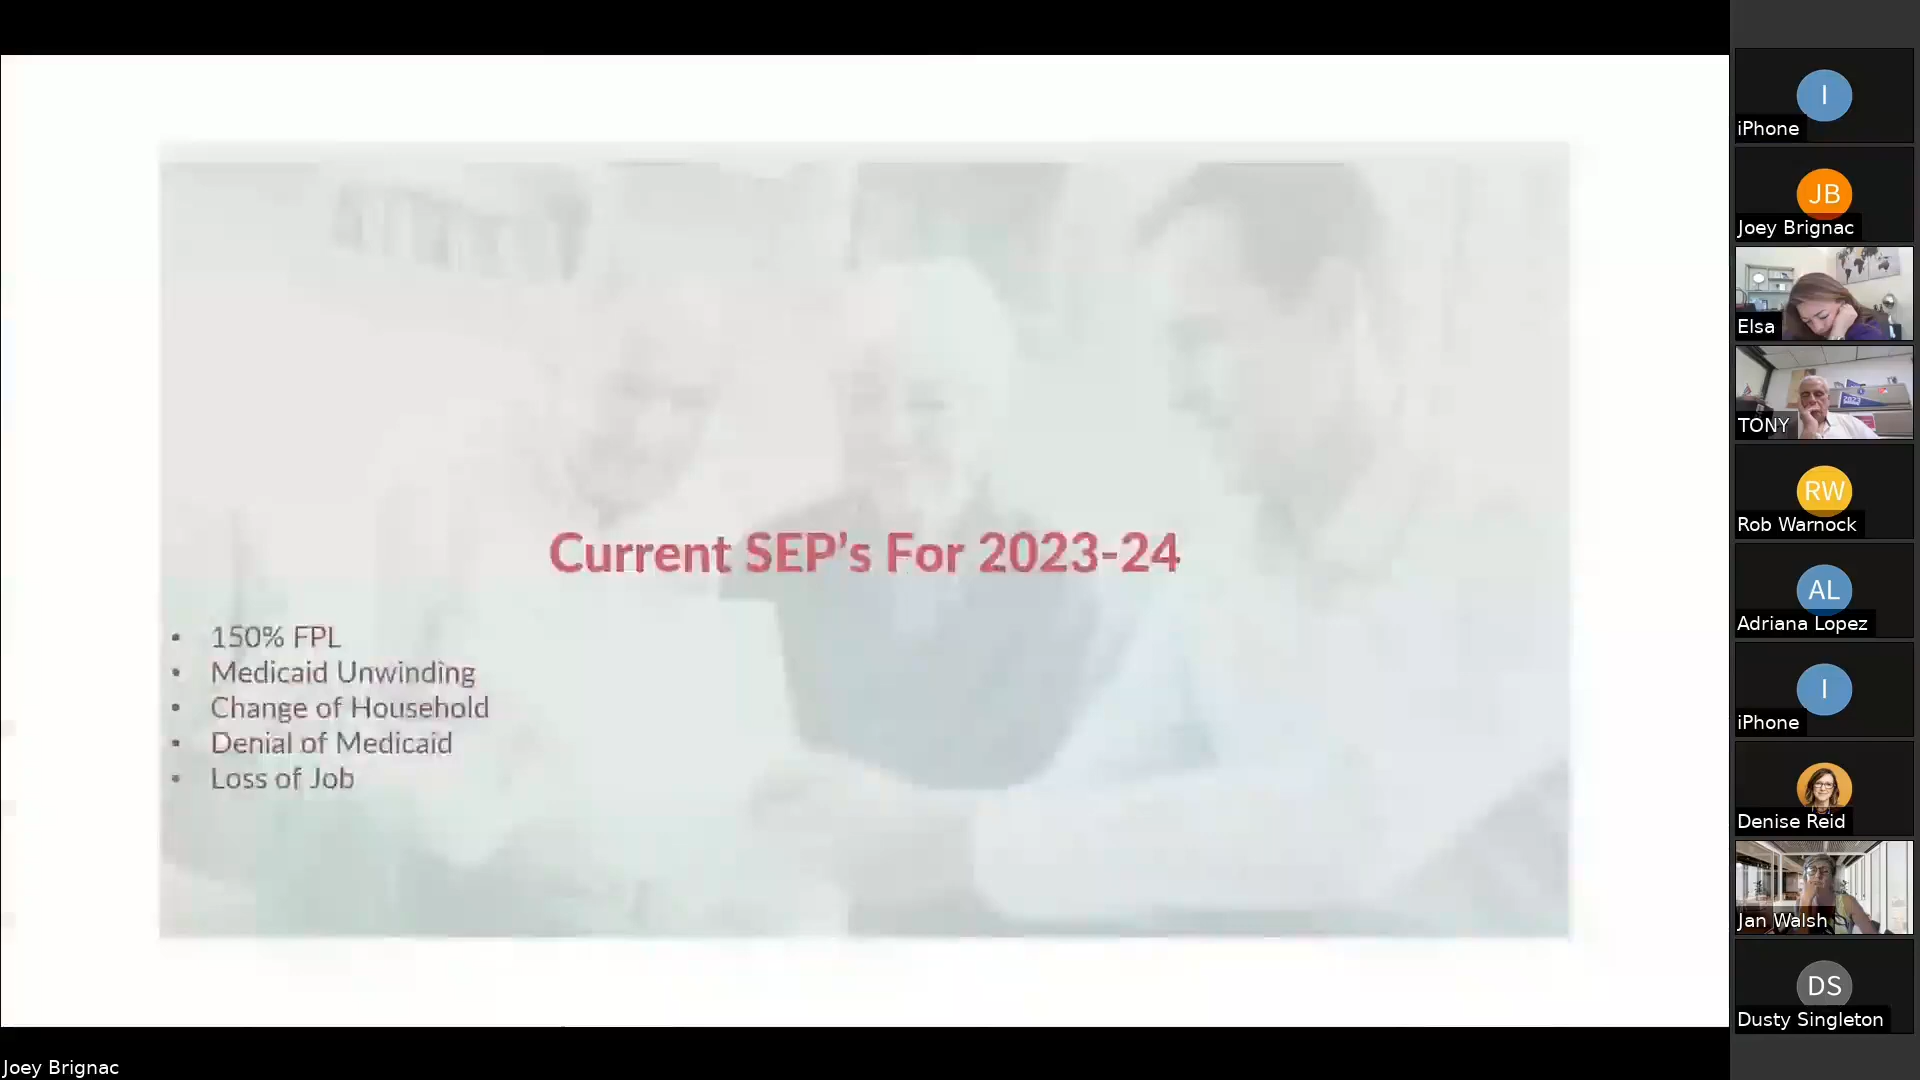 Current SEP's For 2023-24
• 150% FPL
• Medicaid Unwinding
• Change of Household
• Denial of Medicaid
• Loss of Job
Joey Brignac
I
iPhone
JB
Joey Brignac
Elsa
2023
TONY
RW
Rob Warnock
AL
Adriana Lopez
I
iPhone
Denise Reid
Jan Walsh
DS
Dusty Singleton